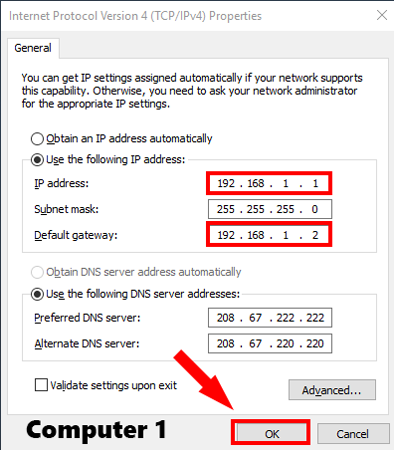 Internet Protocol Version 4 (TCP/IPv4) Properties
General
You can get IP settings assigned automatically if your network supports
this capability. Otherwise, you need to ask your network administrator
for the appropriate IP settings.
Obtain an IP address automatically
Use the following IP address:
IP address: 192 . 168 . 1 . 1
Subnet mask: 255 . 255 . 255 . 0
Default gateway: 192 . 168 . 1 . 2
Obtain DNS server address automatically
Use the following DNS server addresses:
Preferred DNS server: 208 . 67 . 222 . 222
Alternate DNS server: 208 . 67 . 220 . 220
Validate settings upon exit
Advanced...
Computer 1
OK Cancel